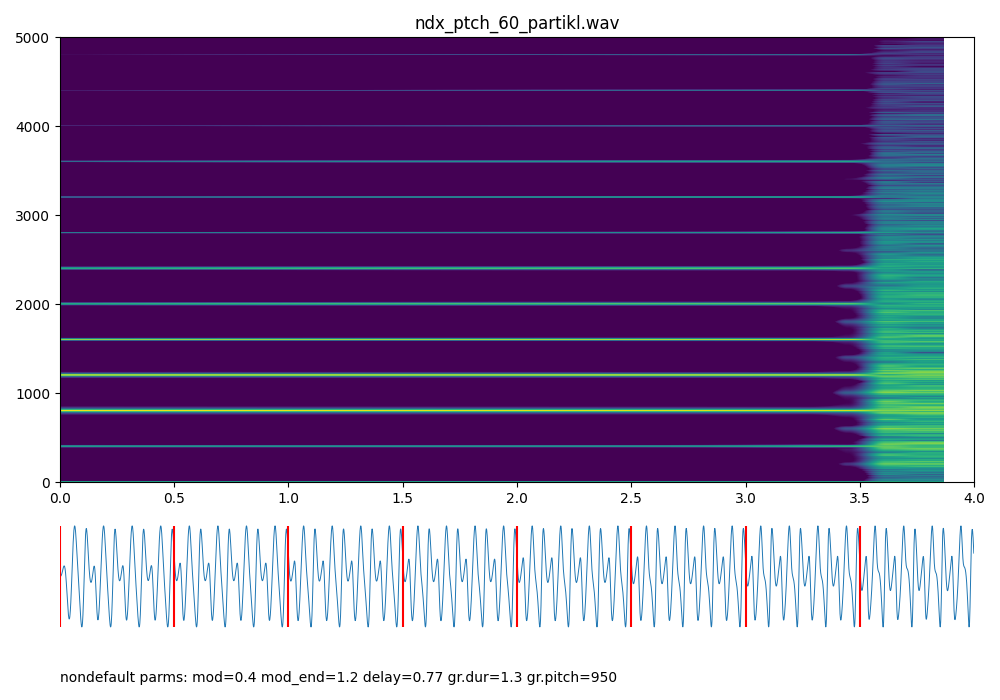 ndx_ptch_60_partikl.wav
5000
4000
3000
2000
1000
0
0.0 0.5 1.0 1.5 2.0 2.5 3.0 3.5 4.0
nondefault parms: mod=0.4 mod_end=1.2 delay=0.77 gr.dur=1.3 gr.pitch=950